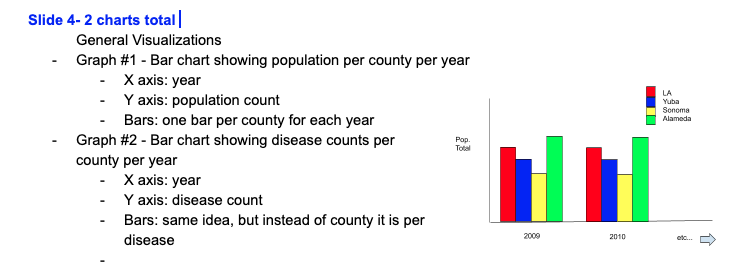 Slide 4- 2 charts total
General Visualizations
- Graph #1 - Bar chart showing population per county per year
- X axis: year
- Y axis: population count
- Bars: one bar per county for each year
- Graph #2 - Bar chart showing disease counts per
county per year
- X axis: year
- Y axis: disease count
- Bars: same idea, but instead of county it is per
disease
-
LA
Yuba
Sonoma
Alameda
Pop.
Total
2009
2010
etc...